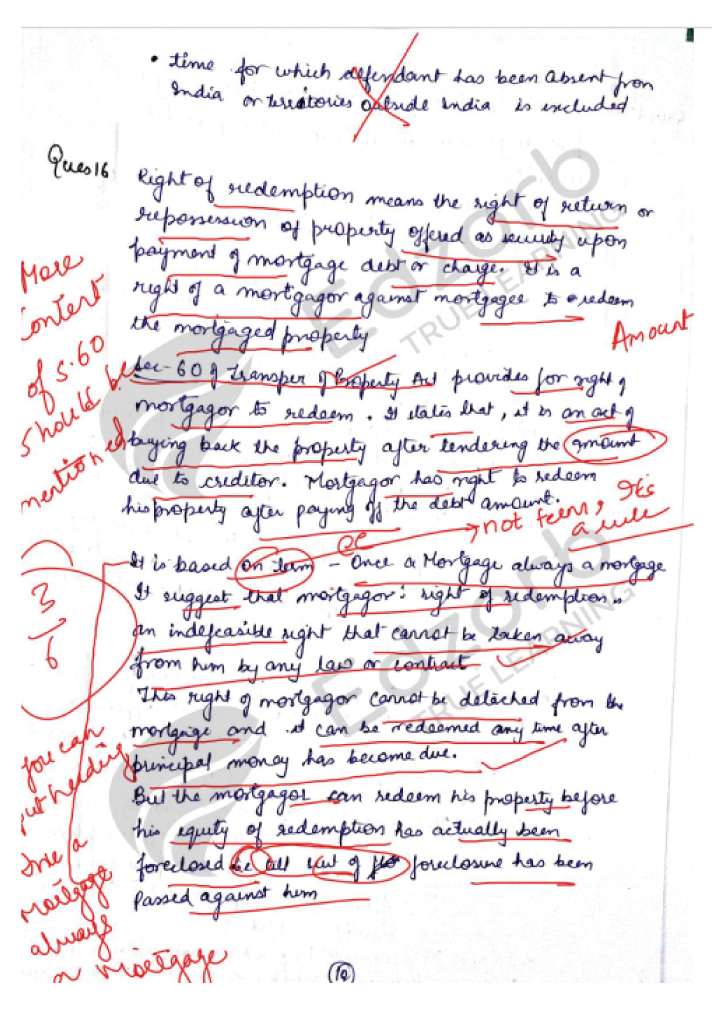 • time for which defendant has been absent from
India or territories outside India is excluded.
Ques 16
Right of redemption means the right of return or
repossession of property offered as security upon
payment of mortgage debt or charge. It is a
right of a mortgagor against mortgagee to redeem
the mortgaged property
More
Content
of S.60
should be
mentioned
Amount
Sec-60 of Transper of Property Act provides for right of
mortgagor to redeem. It states that, it is an act of
buying back the property after tendering the amount
due to creditor. Mortgagor has right to redeem
his property after paying off the debt amount.
not term, Its
a rule
It is based on term - Once a Mortgage always a mortgage
It suggest that mortgagor's right of redemption is
an indefeasible right that cannot be taken away
from him by any law or contract
3
6
This right of mortgagor cannot be detached from the
mortgage and it can be redeemed any time after
principal money has become due.
But the mortgagor can redeem his property before
his equity of redemption has actually been
foreclosed foreclosure has been
passed against him
you can
put heading
One a
mortgage
always
a mortgage
10
Edzorb
TRUE LEARNING
Edzorb
TRUE LEARNING